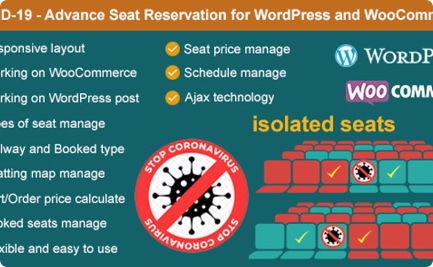 D-19 - Advance Seat Reservation for WordPress and WooComm
sponsive layout
rking on WooCommerce
rking on WordPress post
es of seat manage
lway and Booked type
atting map manage
rt/Order price calculate
oked seats manage
xible and easy to use
Seat price manage
Schedule manage
Ajax technology
WORDP
WOO COMM
isolated seats
STOP CORONAVIRUS
STOP CORONAVIRUS